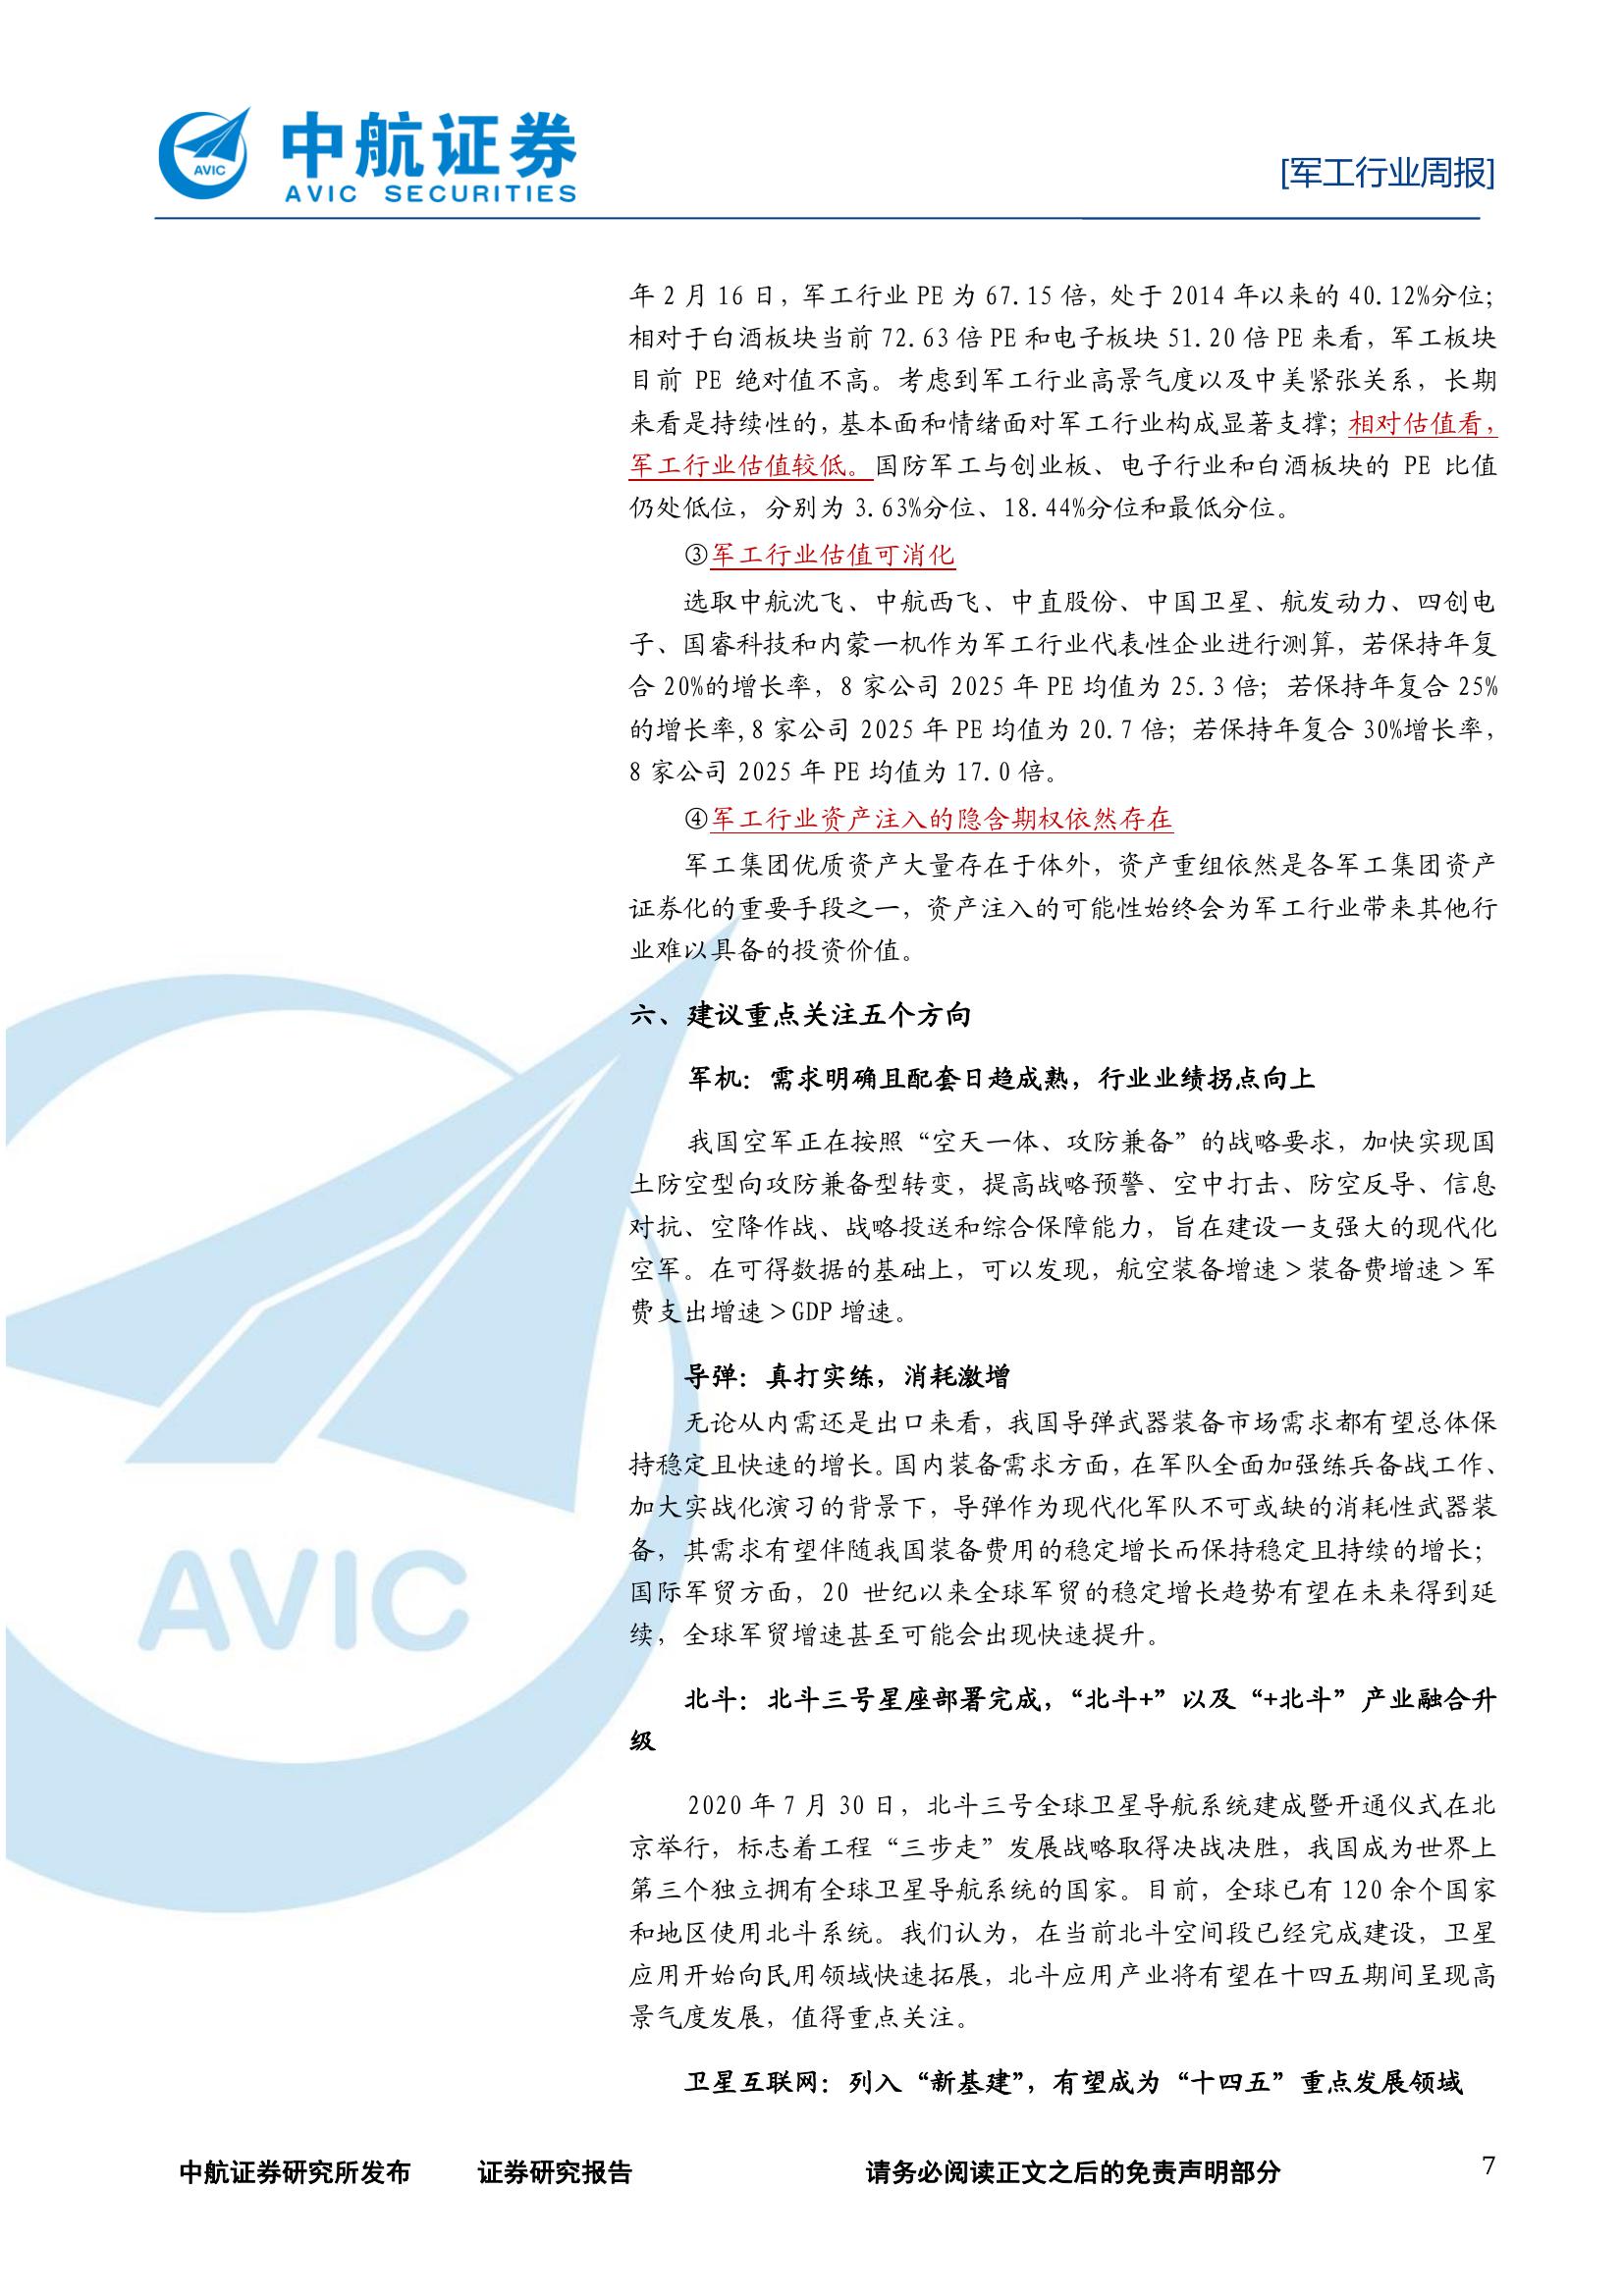 中航证券
AVIC SECURITIES
AVIC
[军工行业周报]
年 2 月 16 日，军工行业 PE 为 67.15 倍，处于 2014 年以来的 40.12%分位；
相对于白酒板块当前 72.63 倍 PE 和电子板块 51.20 倍 PE 来看，军工板块
目前 PE 绝对值不高。考虑到军工行业高景气度以及中美紧张关系，长期
来看是持续性的，基本面和情绪面对军工行业构成显著支撑；相对估值看，
军工行业估值较低。国防军工与创业板、电子行业和白酒板块的 PE 比值
仍处低位，分别为 3.63%分位、18.44%分位和最低分位。
③军工行业估值可消化
选取中航沈飞、中航西飞、中直股份、中国卫星、航发动力、四创电
子、国睿科技和内蒙一机作为军工行业代表性企业进行测算，若保持年复
合 20%的增长率，8 家公司 2025 年 PE 均值为 25.3 倍；若保持年复合 25%
的增长率,8 家公司 2025 年 PE 均值为 20.7 倍；若保持年复合 30%增长率，
8 家公司 2025 年 PE 均值为 17.0 倍。
④军工行业资产注入的隐含期权依然存在
军工集团优质资产大量存在于体外，资产重组依然是各军工集团资产
证券化的重要手段之一，资产注入的可能性始终会为军工行业带来其他行
业难以具备的投资价值。
六、建议重点关注五个方向
军机：需求明确且配套日趋成熟，行业业绩拐点向上
我国空军正在按照“空天一体、攻防兼备”的战略要求，加快实现国
土防空型向攻防兼备型转变，提高战略预警、空中打击、防空反导、信息
对抗、空降作战、战略投送和综合保障能力，旨在建设一支强大的现代化
空军。在可得数据的基础上，可以发现，航空装备增速＞装备费增速＞军
费支出增速＞GDP 增速。
导弹：真打实练，消耗激增
无论从内需还是出口来看，我国导弹武器装备市场需求都有望总体保
持稳定且快速的增长。国内装备需求方面，在军队全面加强练兵备战工作、
加大实战化演习的背景下，导弹作为现代化军队不可或缺的消耗性武器装
备，其需求有望伴随我国装备费用的稳定增长而保持稳定且持续的增长；
国际军贸方面，20 世纪以来全球军贸的稳定增长趋势有望在未来得到延
续，全球军贸增速甚至可能会出现快速提升。
北斗：北斗三号星座部署完成，“北斗+”以及“+北斗”产业融合升
级
2020 年 7 月 30 日，北斗三号全球卫星导航系统建成暨开通仪式在北
京举行，标志着工程“三步走”发展战略取得决战决胜，我国成为世界上
第三个独立拥有全球卫星导航系统的国家。目前，全球已有 120 余个国家
和地区使用北斗系统。我们认为，在当前北斗空间段已经完成建设，卫星
应用开始向民用领域快速拓展，北斗应用产业将有望在十四五期间呈现高
景气度发展，值得重点关注。
卫星互联网：列入“新基建”，有望成为“十四五”重点发展领域
AVIC
中航证券研究所发布 证券研究报告 请务必阅读正文之后的免责声明部分 7